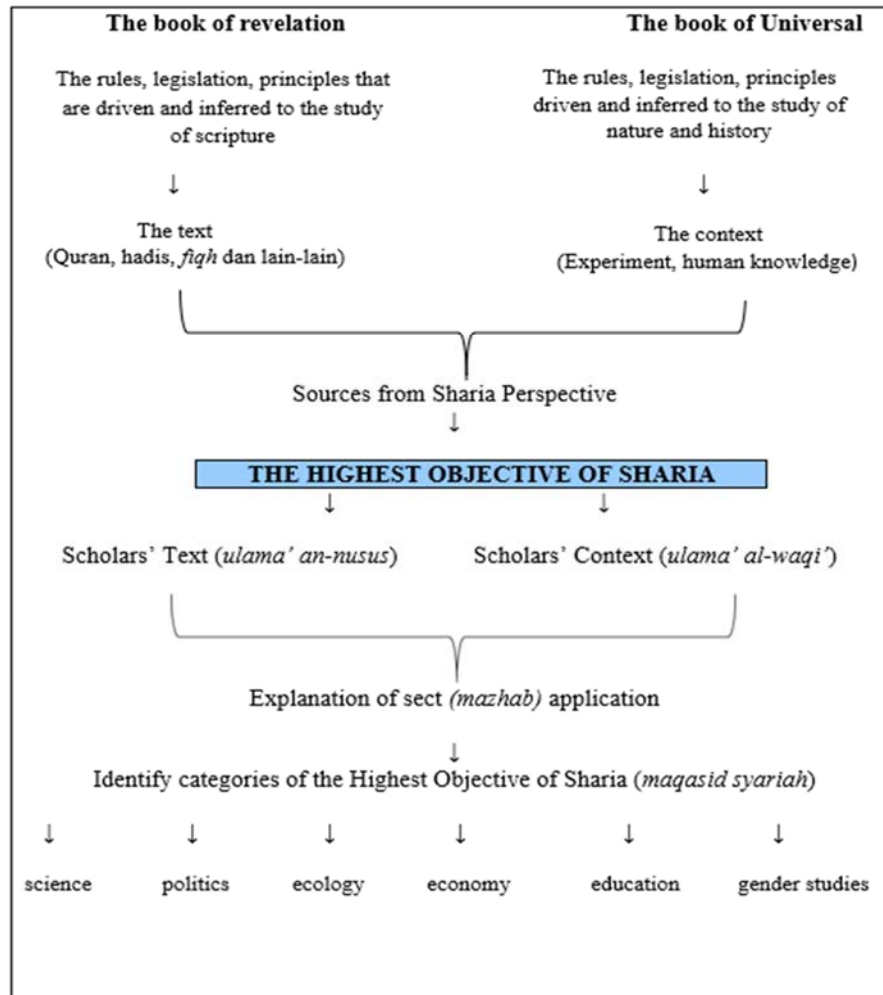 The book of revelation
The rules, legislation, principles that
are driven and inferred to the study
of scripture
↓
The text
(Quran, hadis, fiqh dan lain-lain)
The book of Universal
The rules, legislation, principles
driven and inferred to the study of
nature and history
↓
The context
(Experiment, human knowledge)
Sources from Sharia Perspective
↓
THE HIGHEST OBJECTIVE OF SHARIA
↓ ↓
Scholars’ Text (ulama’ an-nusus)
Scholars’ Context (ulama’ al-waqi’)
Explanation of sect (mazhab) application
↓
Identify categories of the Highest Objective of Sharia (maqasid syariah)
↓ ↓ ↓ ↓ ↓ ↓
science politics ecology economy education gender studies